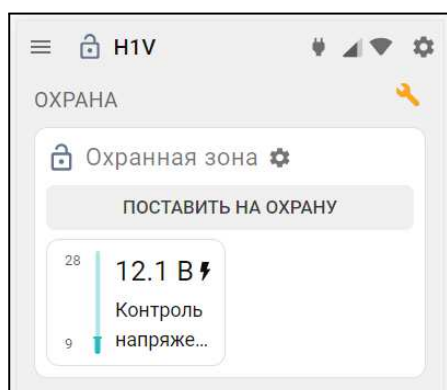 H1V
ОХРАНА
Охранная зона
ПОСТАВИТЬ НА ОХРАНУ
28
12.1 В
Контроль
9 напряже...